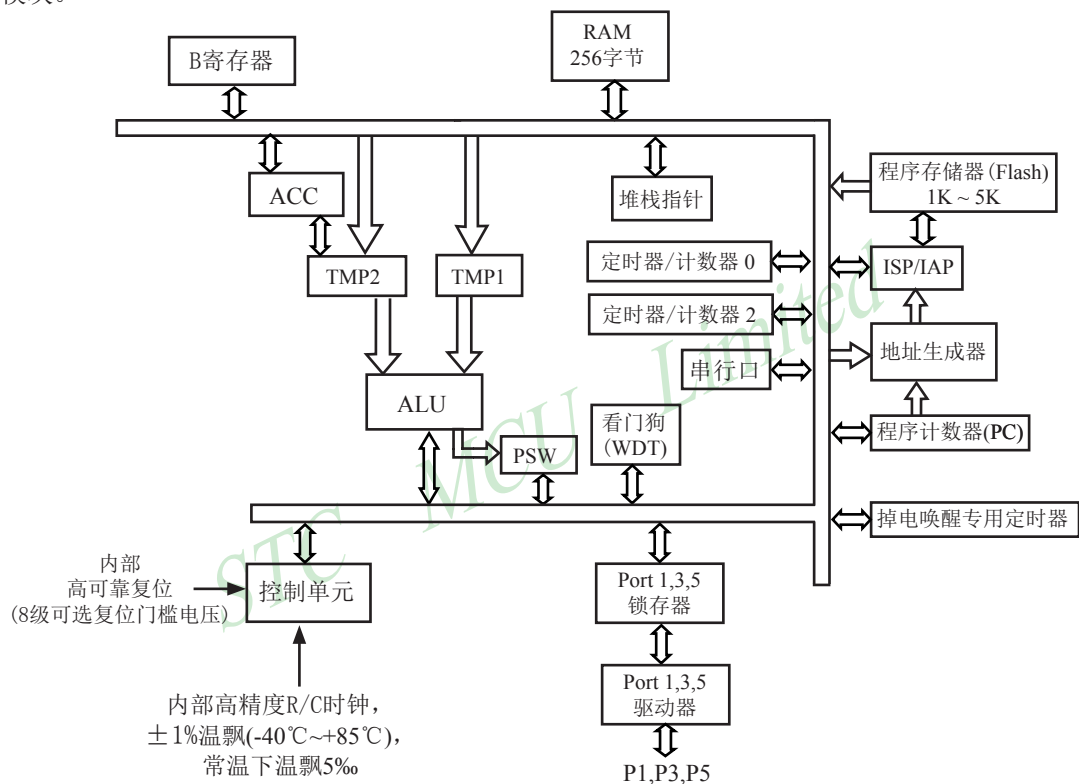 模块。
B寄存器
RAM
256字节
ACC
堆栈指针
程序存储器(Flash)
1K ~ 5K
TMP2
TMP1
定时器/计数器 0
ISP/IAP
定时器/计数器 2
地址生成器
串行口
ALU
看门狗
(WDT)
程序计数器(PC)
PSW
掉电唤醒专用定时器
内部
高可靠复位
(8级可选复位门槛电压)
控制单元
Port 1,3,5
锁存器
Port 1,3,5
驱动器
内部高精度R/C时钟,
±1%温飘(-40℃~+85℃),
常温下温飘5‰
P1,P3,P5
STC MCU Limited